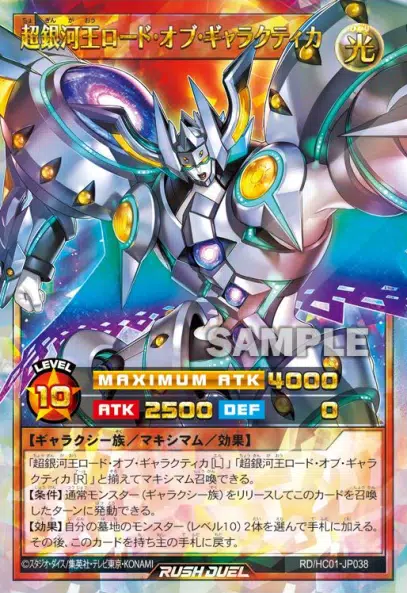 超銀河王ロード・オブ・ギャラクティカ
光
SAMPLE
LEVEL
10
MAXIMUM ATK 4000
ATK 2500 DEF 0
【ギャラクシー族／マキシマム／効果】
「超銀河王ロード・オブ・ギャラクティカ[L]」「超銀河王ロード・オブ・ギャラ
クティカ[R]」と揃えてマキシマム召喚できる。
【条件】通常モンスター(ギャラクシー族)をリリースしてこのカードを召喚
したターンに発動できる。
【効果】自分の墓地のモンスター(レベル10)2体を選んで手札に加える。
その後、このカードを持ち主の手札に戻す。
©スタジオ・ダイス/集英社・テレビ東京・KONAMI
RUSH DUEL
RD/HC01-JP038